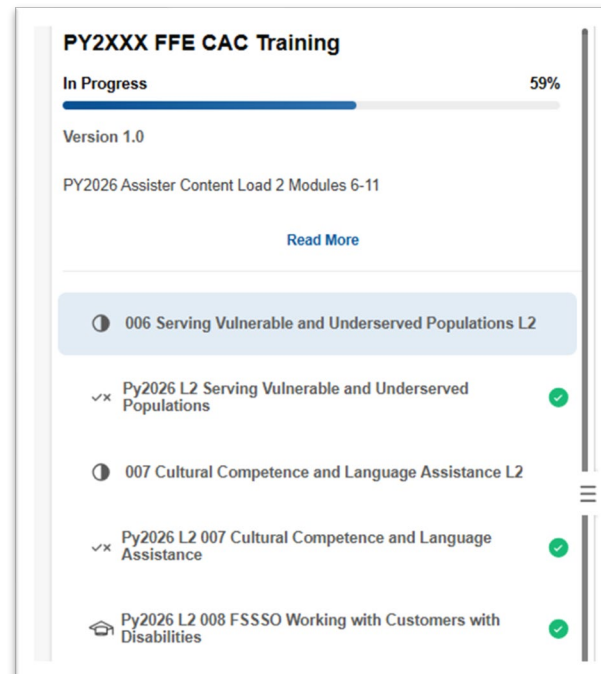 PY2XXX FFE CAC Training
In Progress 59%
Version 1.0
PY2026 Assister Content Load 2 Modules 6-11
Read More
006 Serving Vulnerable and Underserved Populations L2
Py2026 L2 Serving Vulnerable and Underserved
Populations
007 Cultural Competence and Language Assistance L2
Py2026 L2 007 Cultural Competence and Language
Assistance
Py2026 L2 008 FSSSO Working with Customers with
Disabilities